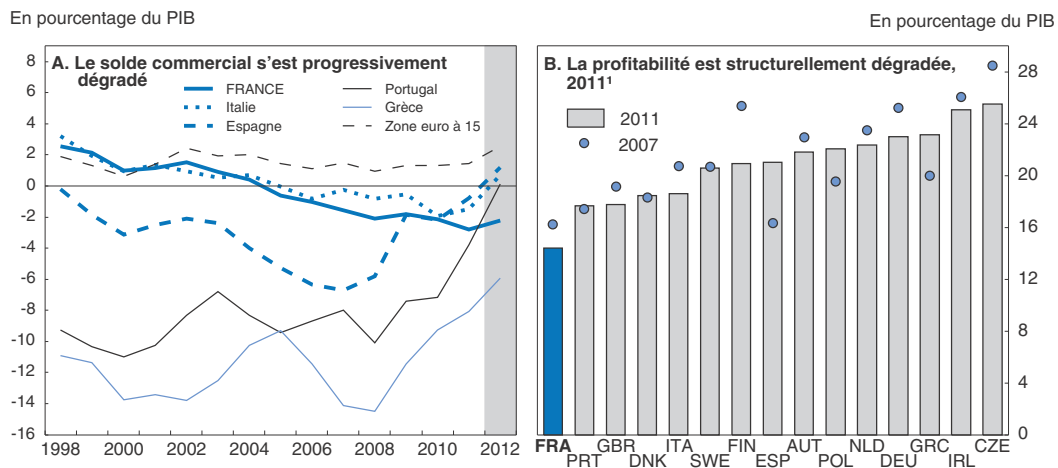 En pourcentage du PIB
En pourcentage du PIB
A. Le solde commercial s'est progressivement
dégradé
FRANCE
Italie
Espagne
Portugal
Grèce
Zone euro à 15
8
6
4
2
0
-2
-4
-6
-8
-10
-12
-14
-16
1998 2000 2002 2004 2006 2008 2010 2012
B. La profitabilité est structurellement dégradée,
2011¹
2011
2007
28
24
20
16
12
8
4
0
FRA GBR ITA FIN AUT NLD GRC CZE
PRT DNK SWE ESP POL DEU IRL